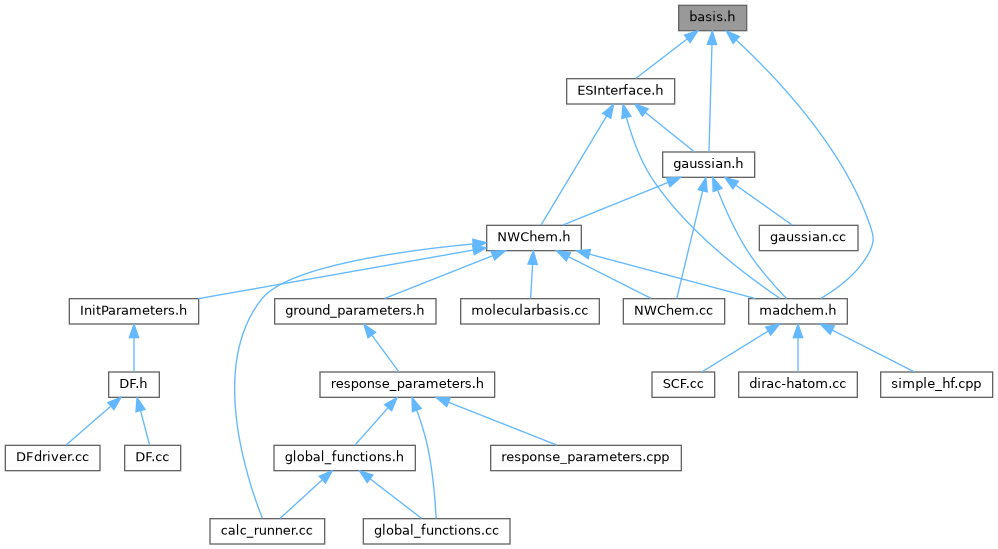 basis.h
ESInterface.h
gaussian.h
NWChem.h
gaussian.cc
InitParameters.h
ground_parameters.h
molecularbasis.cc
NWChem.cc
madchem.h
DF.h
response_parameters.h
SCF.cc
dirac-hatom.cc
simple_hf.cpp
DFdriver.cc
DF.cc
global_functions.h
response_parameters.cpp
calc_runner.cc
global_functions.cc